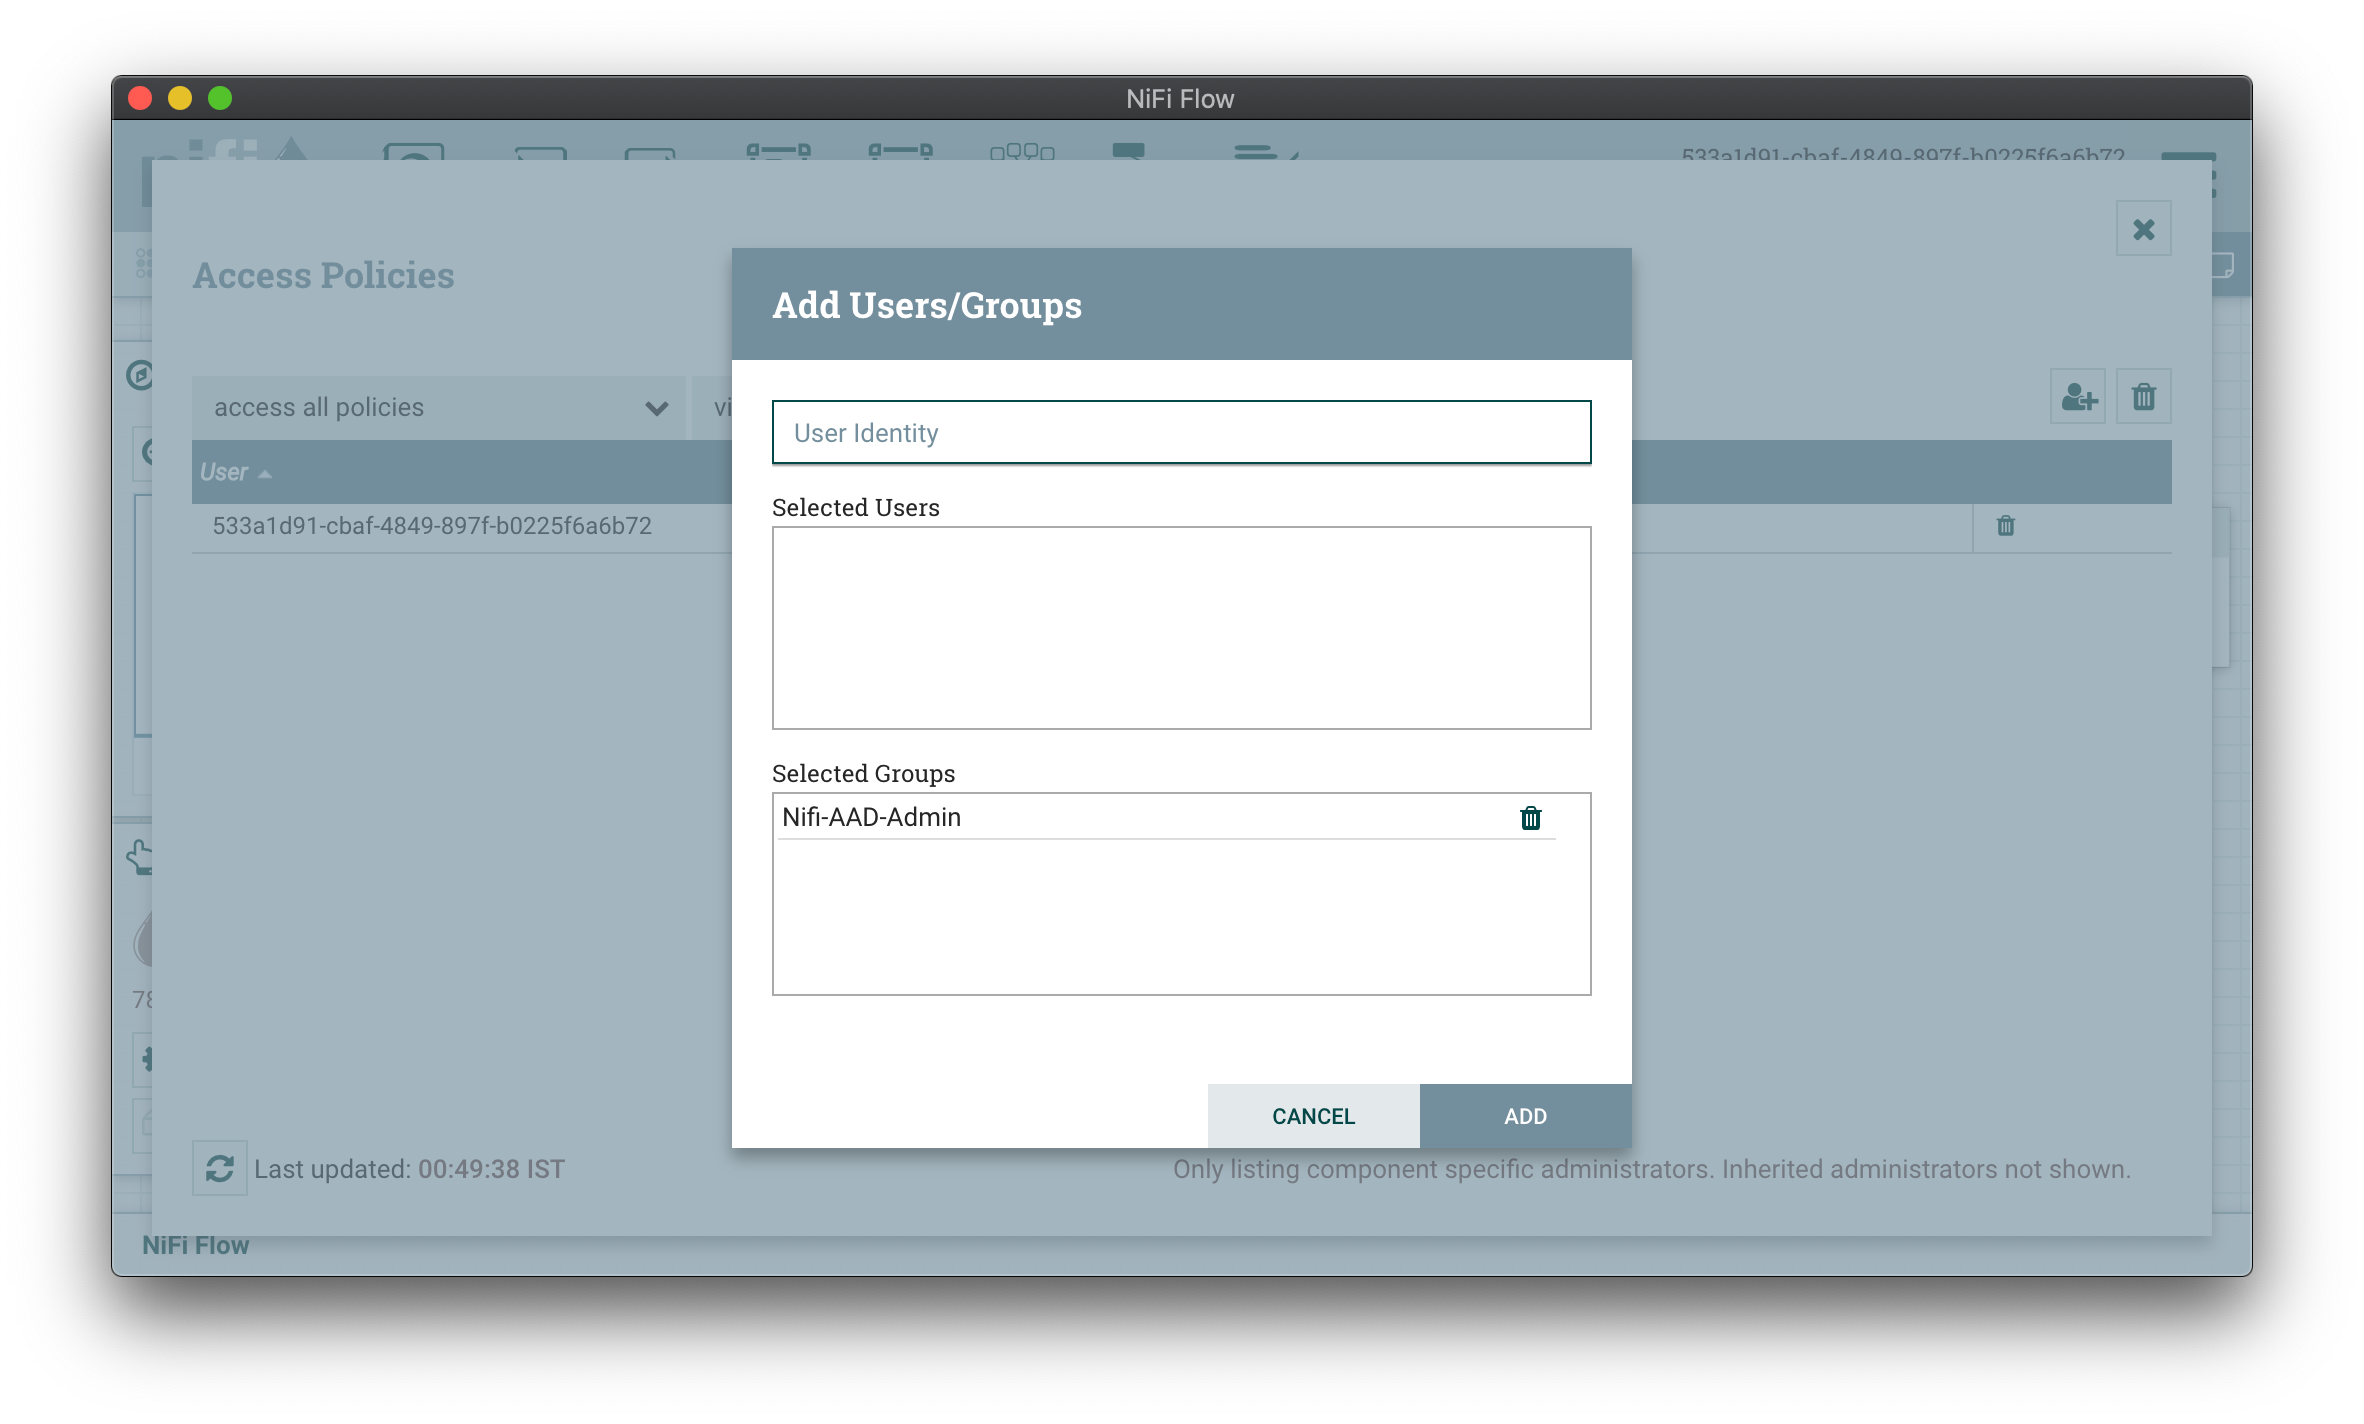 NiFi Flow
nifi
533a1d91-cbaf-4849-897f-b0225f6a6b72
Access Policies
Add Users/Groups
access all policies
User Identity
User
Selected Users
533a1d91-cbaf-4849-897f-b0225f6a6b72
Selected Groups
Nifi-AAD-Admin
78
CANCEL
ADD
Last updated: 00:49:38 IST
Only listing component specific administrators. Inherited administrators not shown.
NiFi Flow